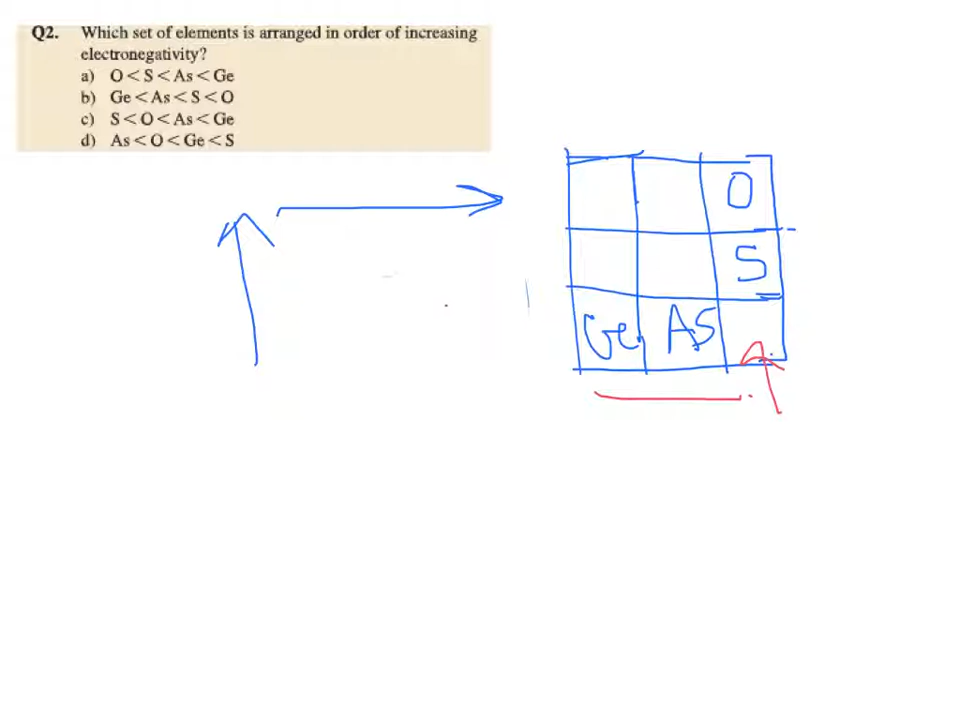 Q2. Which set of elements is arranged in order of increasing
electronegativity?
a) O<S<As<Ge
b) Ge<As<S<O
c) S<O<As<Ge
d) As<O<Ge<S
O
S
Ge As